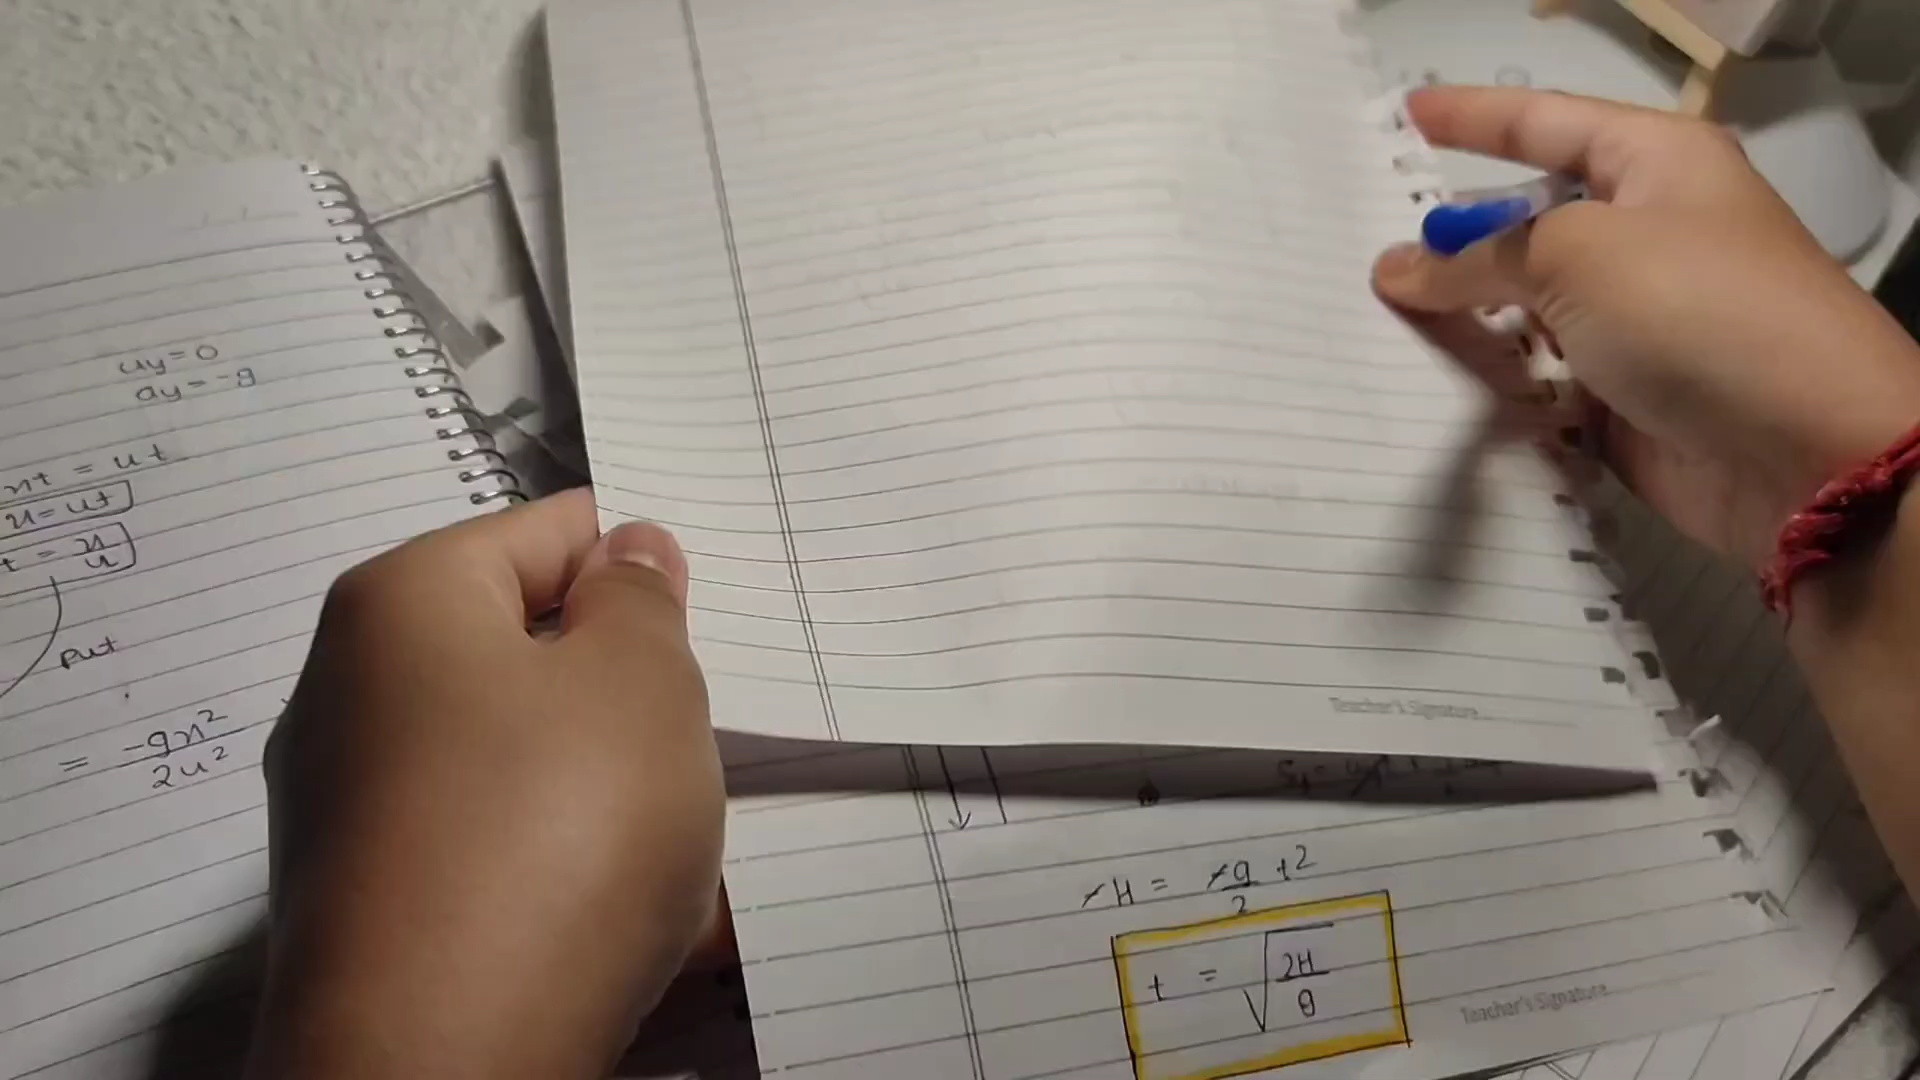 uy = 0
ay = -g
xt = ut
x = ut
t = x/u
put
= -gx²/2u²
Teacher's Signature
-H = -g/2 t²
t = √(2H/g)
Teacher's Signature